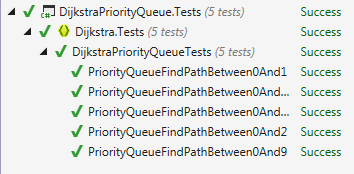 DijkstraPriorityQueue.Tests (5 tests) Success
Dijkstra.Tests (5 tests) Success
DijkstraPriorityQueueTests (5 tests) Success
PriorityQueueFindPathBetween0And1 Success
PriorityQueueFindPathBetween0And... Success
PriorityQueueFindPathBetween0And... Success
PriorityQueueFindPathBetween0And2 Success
PriorityQueueFindPathBetween0And9 Success